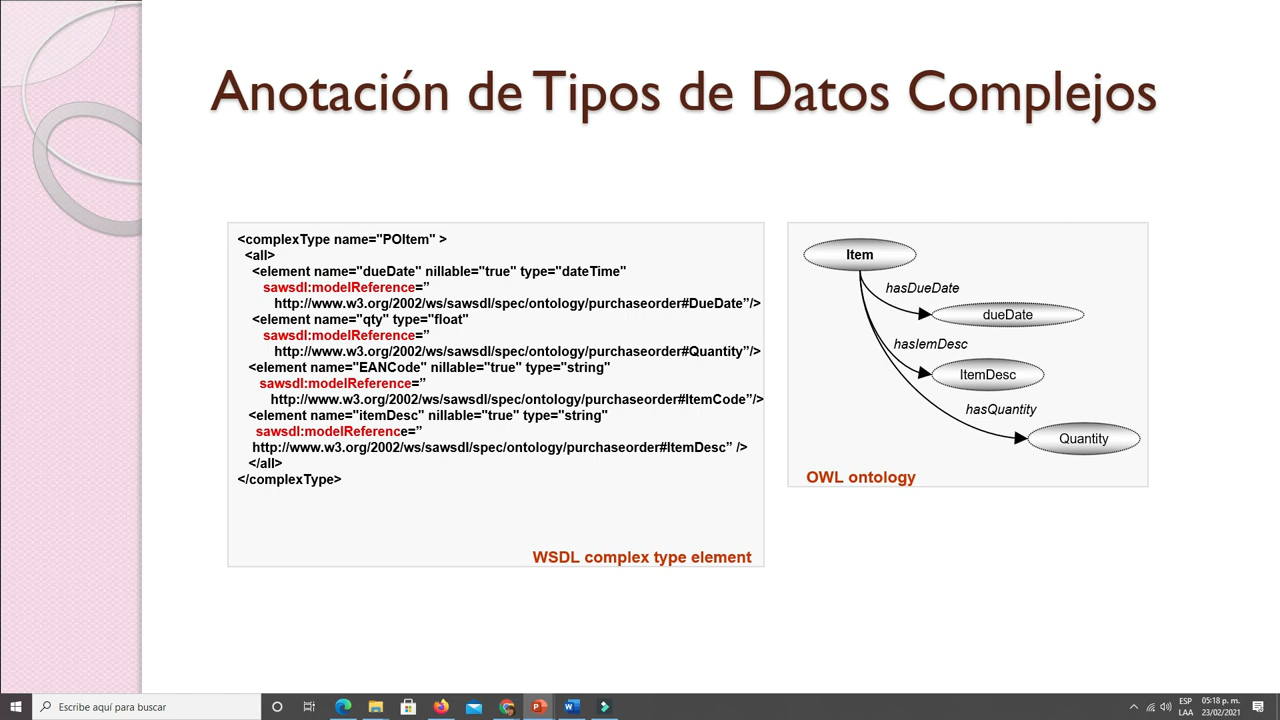 Anotación de Tipos de Datos Complejos
<complexType name="POItem" >
<all>
<element name="dueDate" nillable="true" type="dateTime"
sawsdl:modelReference=”
http://www.w3.org/2002/ws/sawsdl/spec/ontology/purchaseorder#DueDate”/>
<element name="qty" type="float"
sawsdl:modelReference=”
http://www.w3.org/2002/ws/sawsdl/spec/ontology/purchaseorder#Quantity”/>
<element name="EANCode" nillable="true" type="string"
sawsdl:modelReference=”
http://www.w3.org/2002/ws/sawsdl/spec/ontology/purchaseorder#ItemCode”/>
<element name="itemDesc" nillable="true" type="string"
sawsdl:modelReference=”
http://www.w3.org/2002/ws/sawsdl/spec/ontology/purchaseorder#ItemDesc” />
</all>
</complexType>
WSDL complex type element
Item
hasDueDate
dueDate
hasIemDesc
ItemDesc
hasQuantity
Quantity
OWL ontology
Escribe aquí para buscar
ESP
LAA
05:18 p. m.
23/02/2021